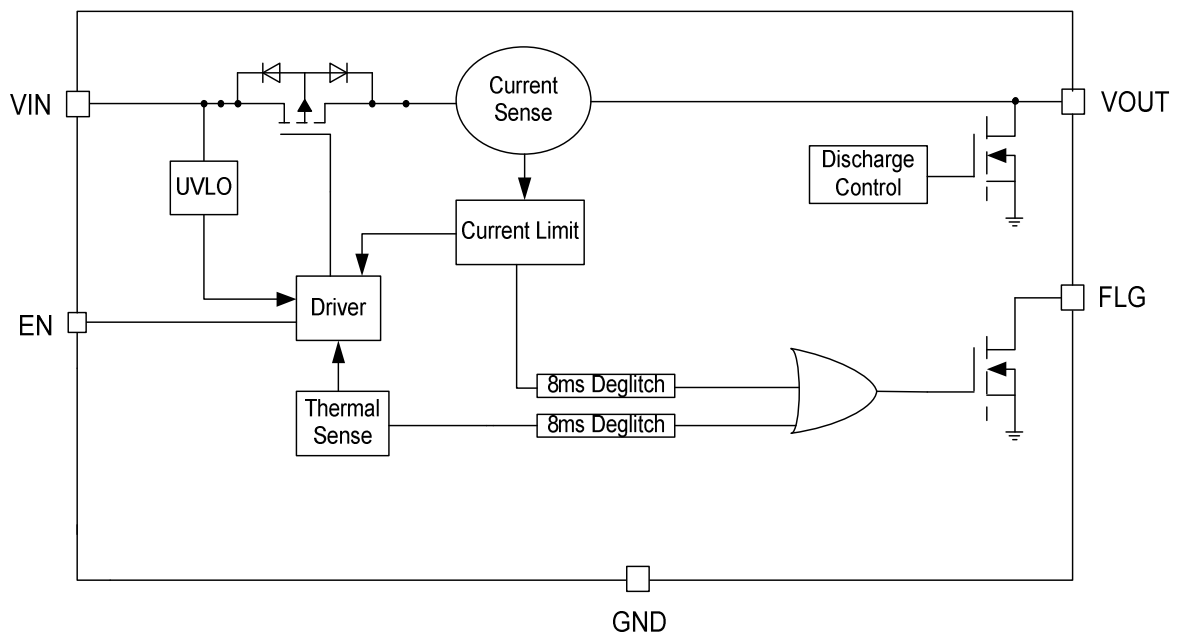 VIN
Current
Sense
VOUT
UVLO
Discharge
Control
Current Limit
Driver
FLG
EN
8ms Deglitch
Thermal
Sense
8ms Deglitch
GND